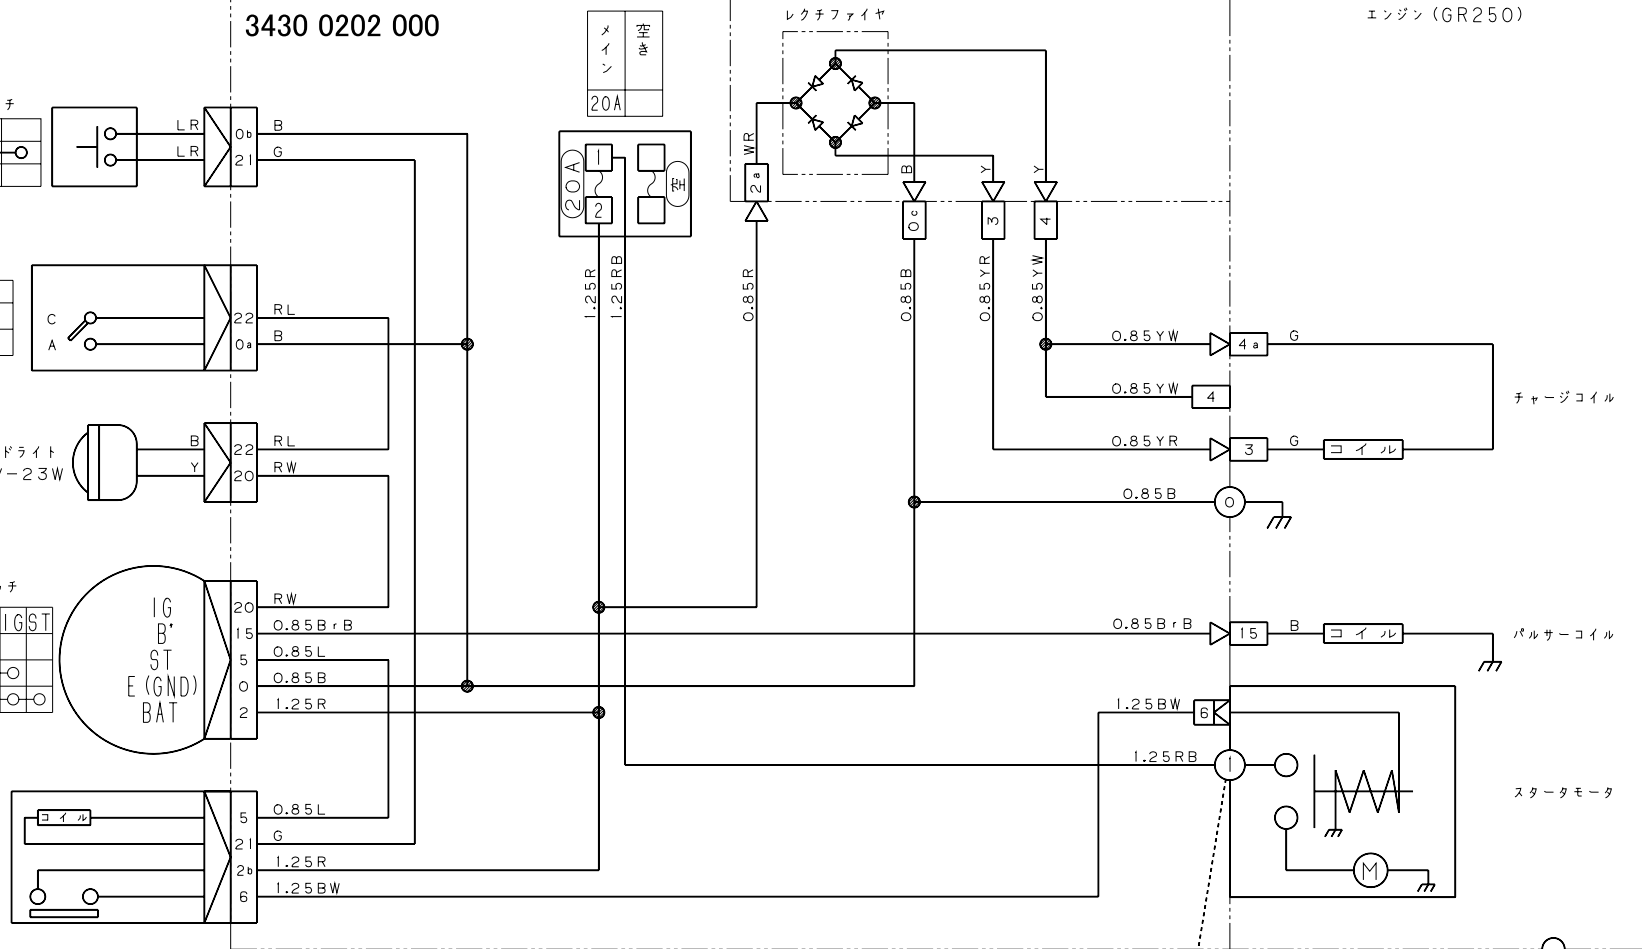 3430 0202 000
メイン
空き
20A
レクチファイヤ
エンジン(GR250)
チ
LR
LR
0b
21
B
G
20A
1
2
空
WR
2a
B
Y
Y
0c
3
4
1.25R
1.25RB
0.85R
0.85B
0.85YR
0.85YW
C
A
22
0a
RL
B
0.85YW
4a
G
0.85YW
4
チャージコイル
0.85YR
3
G
コイル
ドライト
-23W
B
Y
22
20
RL
RW
0.85B
0
チ
IG ST
IG
B'
ST
E(GND)
BAT
20
15
5
0
2
RW
0.85BrB
0.85L
0.85B
1.25R
0.85BrB
15
B
コイル
パルサーコイル
1.25BW
6
1.25RB
1
M
スタータモータ
コイル
5
21
2b
6
0.85L
G
1.25R
1.25BW